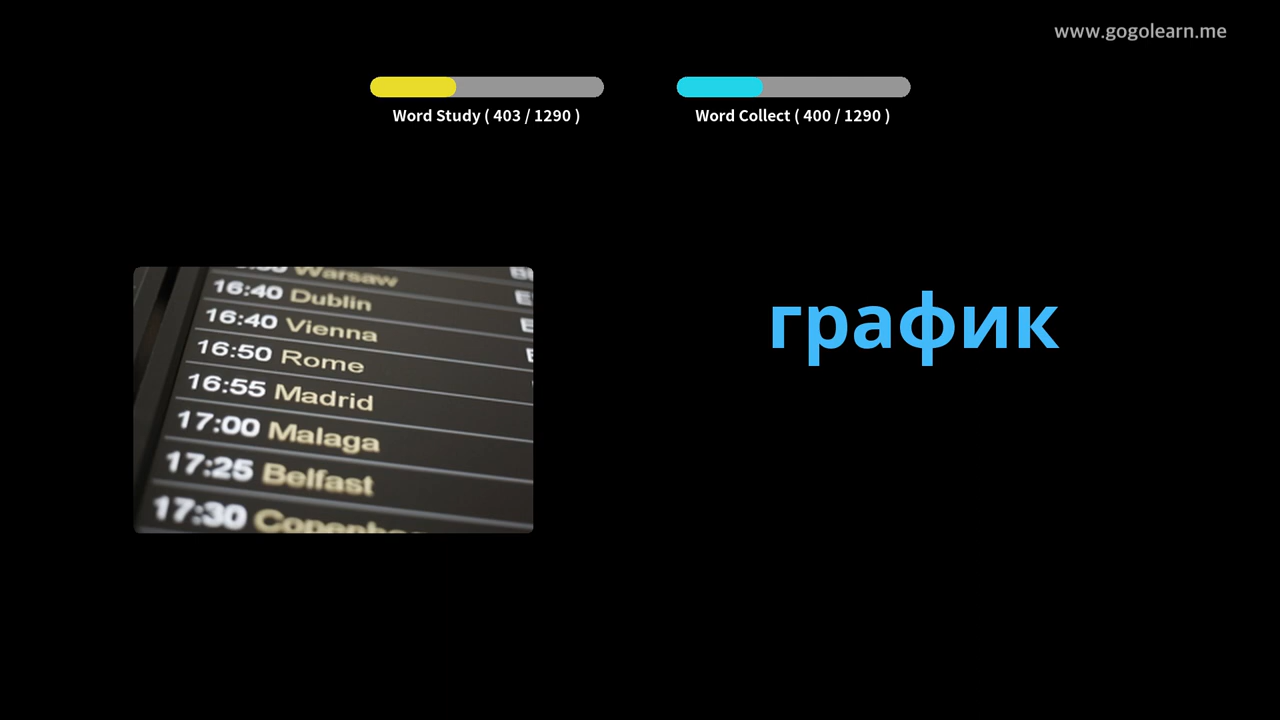 www.gogolearn.me
Word Study ( 403 / 1290 )
Word Collect ( 400 / 1290 )
Warsaw
16:40 Dublin
16:40 Vienna
16:50 Rome
16:55 Madrid
17:00 Malaga
17:25 Belfast
17:30
график